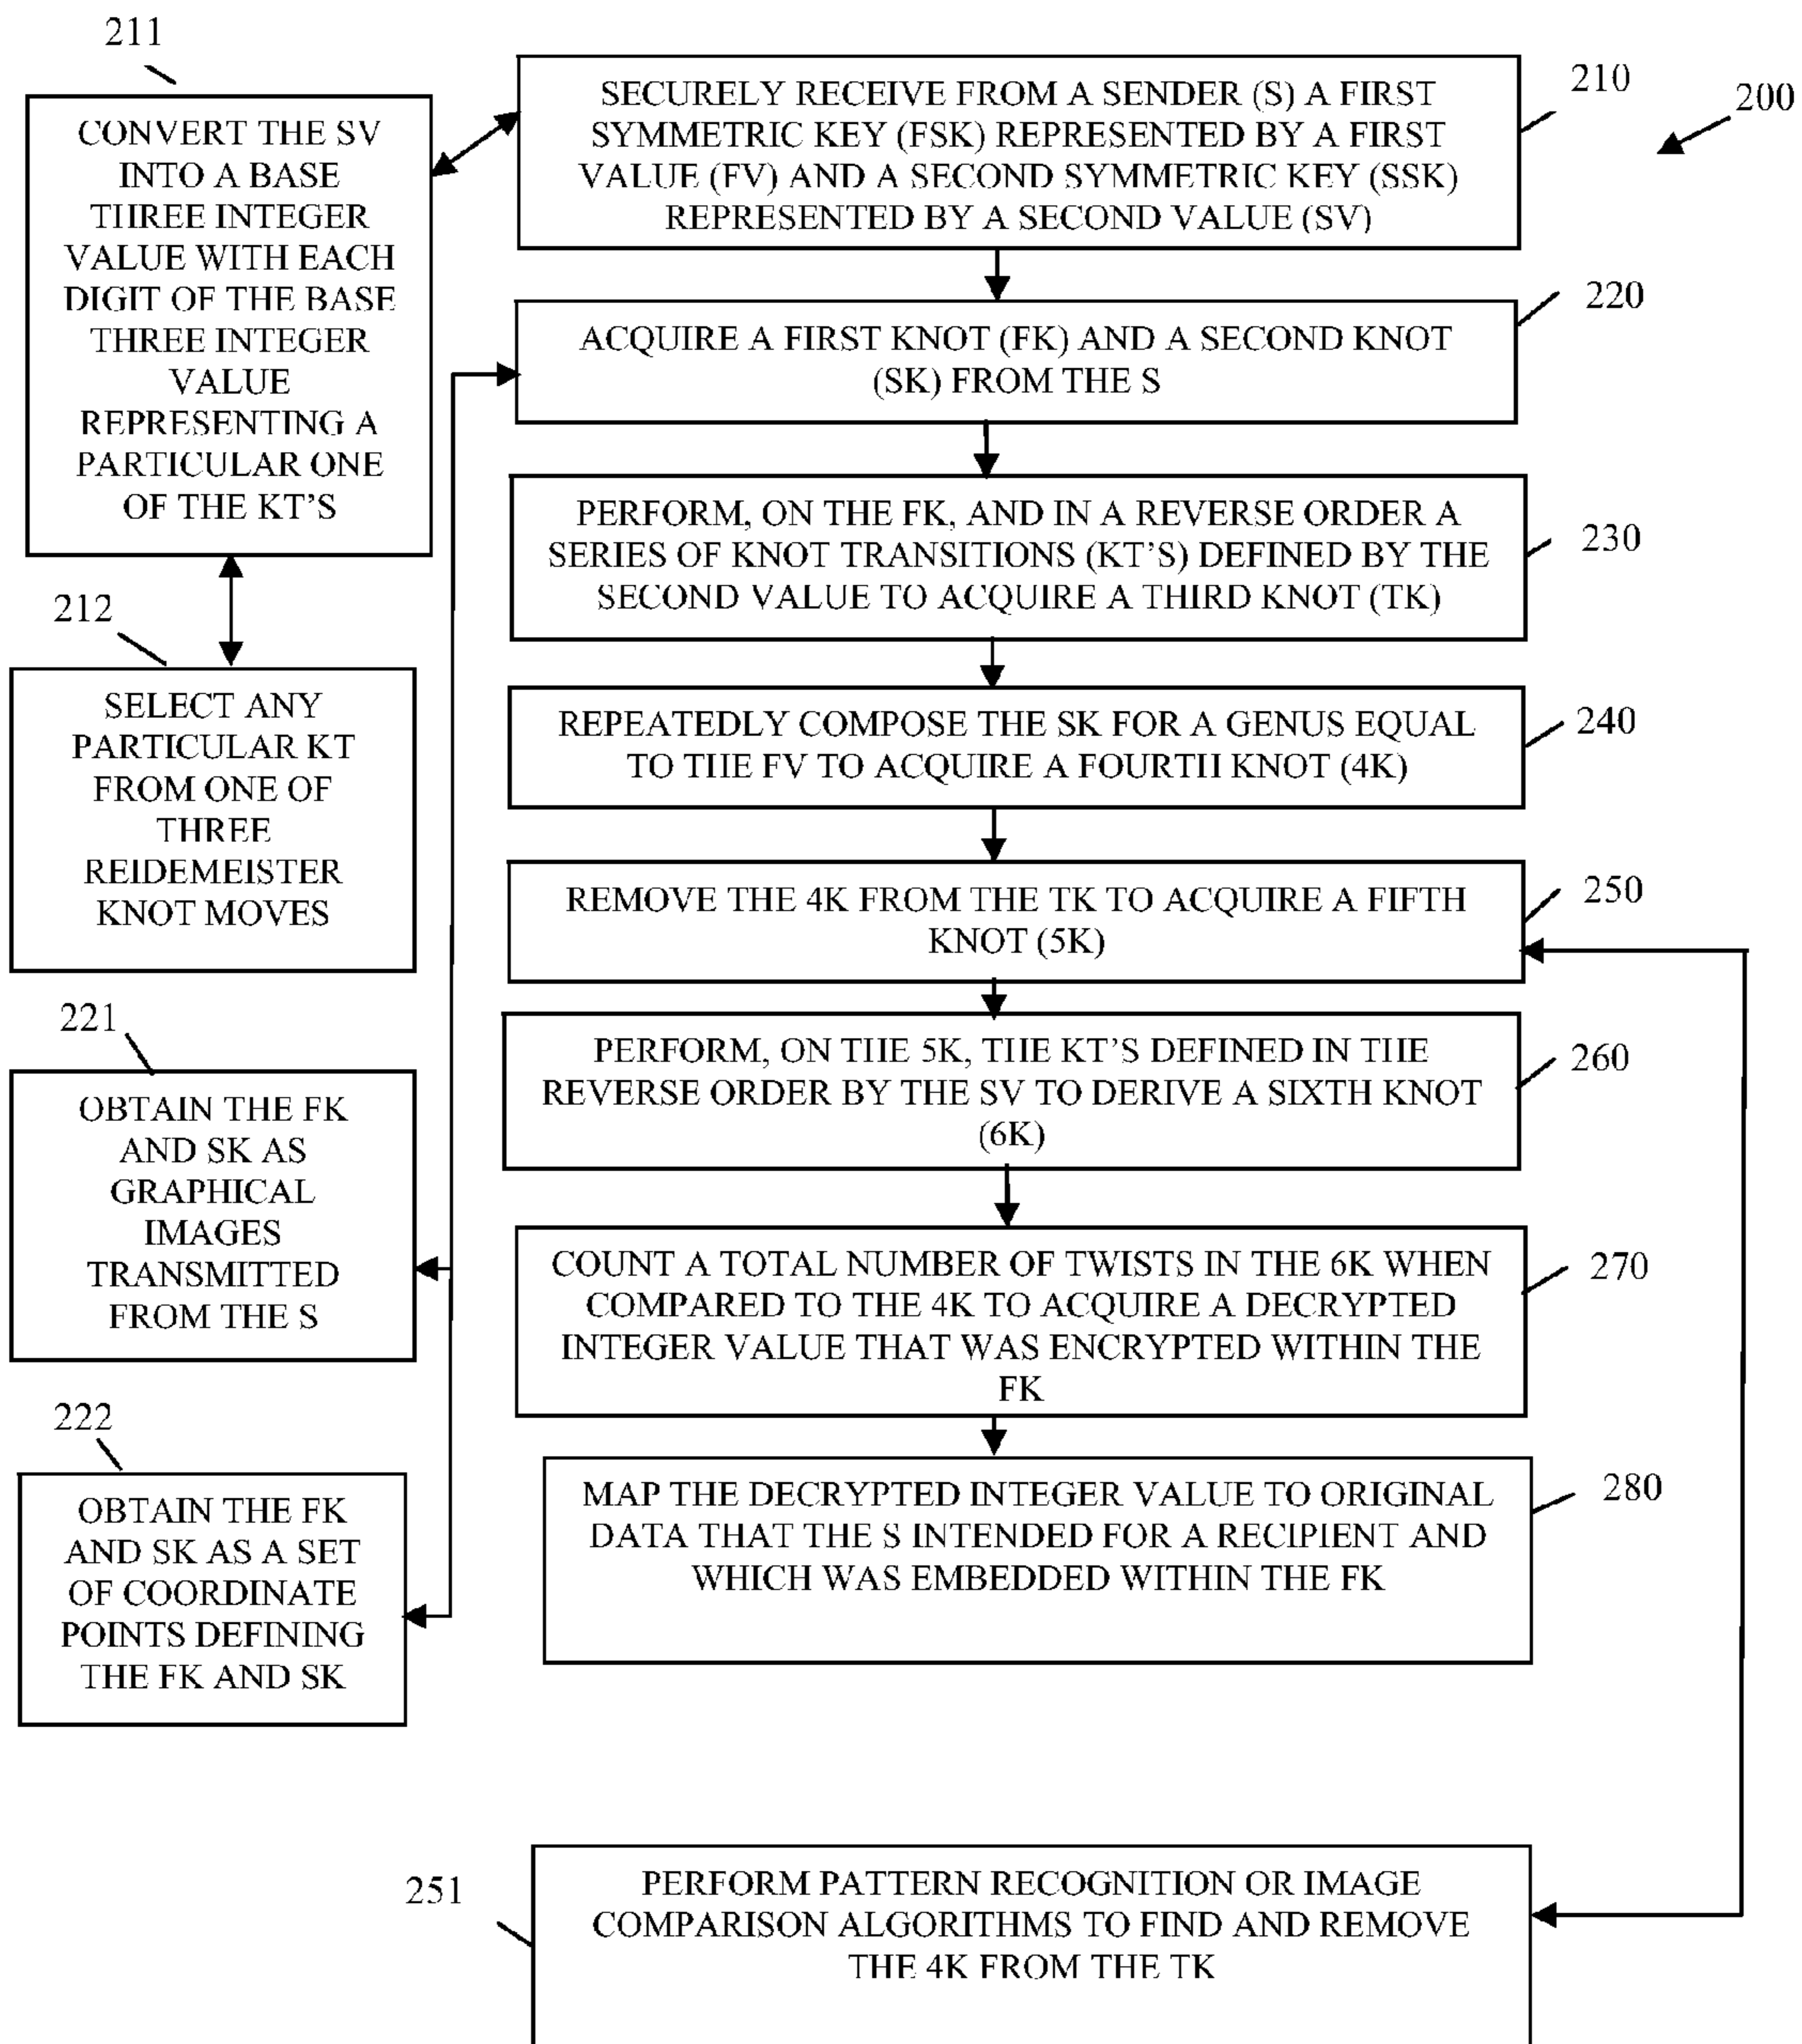 211
CONVERT THE SV
INTO A BASE
THREE INTEGER
VALUE WITH EACH
DIGIT OF THE BASE
THREE INTEGER
VALUE
REPRESENTING A
PARTICULAR ONE
OF THE KT'S
SECURELY RECEIVE FROM A SENDER (S) A FIRST
SYMMETRIC KEY (FSK) REPRESENTED BY A FIRST
VALUE (FV) AND A SECOND SYMMETRIC KEY (SSK)
REPRESENTED BY A SECOND VALUE (SV)
210
200
ACQUIRE A FIRST KNOT (FK) AND A SECOND KNOT
(SK) FROM THE S
220
PERFORM, ON THE FK, AND IN A REVERSE ORDER A
SERIES OF KNOT TRANSITIONS (KT'S) DEFINED BY THE
SECOND VALUE TO ACQUIRE A THIRD KNOT (TK)
230
212
SELECT ANY
PARTICULAR KT
FROM ONE OF
THREE
REIDEMEISTER
KNOT MOVES
REPEATEDLY COMPOSE THE SK FOR A GENUS EQUAL
TO THE FV TO ACQUIRE A FOURTH KNOT (4K)
240
REMOVE THE 4K FROM THE TK TO ACQUIRE A FIFTH
KNOT (5K)
250
221
OBTAIN THE FK
AND SK AS
GRAPHICAL
IMAGES
TRANSMITTED
FROM THE S
PERFORM, ON THE 5K, THE KT'S DEFINED IN THE
REVERSE ORDER BY THE SV TO DERIVE A SIXTH KNOT
(6K)
260
COUNT A TOTAL NUMBER OF TWISTS IN THE 6K WHEN
COMPARED TO THE 4K TO ACQUIRE A DECRYPTED
INTEGER VALUE THAT WAS ENCRYPTED WITHIN THE
FK
270
222
OBTAIN THE FK
AND SK AS A SET
OF COORDINATE
POINTS DEFINING
THE FK AND SK
MAP THE DECRYPTED INTEGER VALUE TO ORIGINAL
DATA THAT THE S INTENDED FOR A RECIPIENT AND
WHICH WAS EMBEDDED WITHIN THE FK
280
251
PERFORM PATTERN RECOGNITION OR IMAGE
COMPARISON ALGORITHMS TO FIND AND REMOVE
THE 4K FROM THE TK